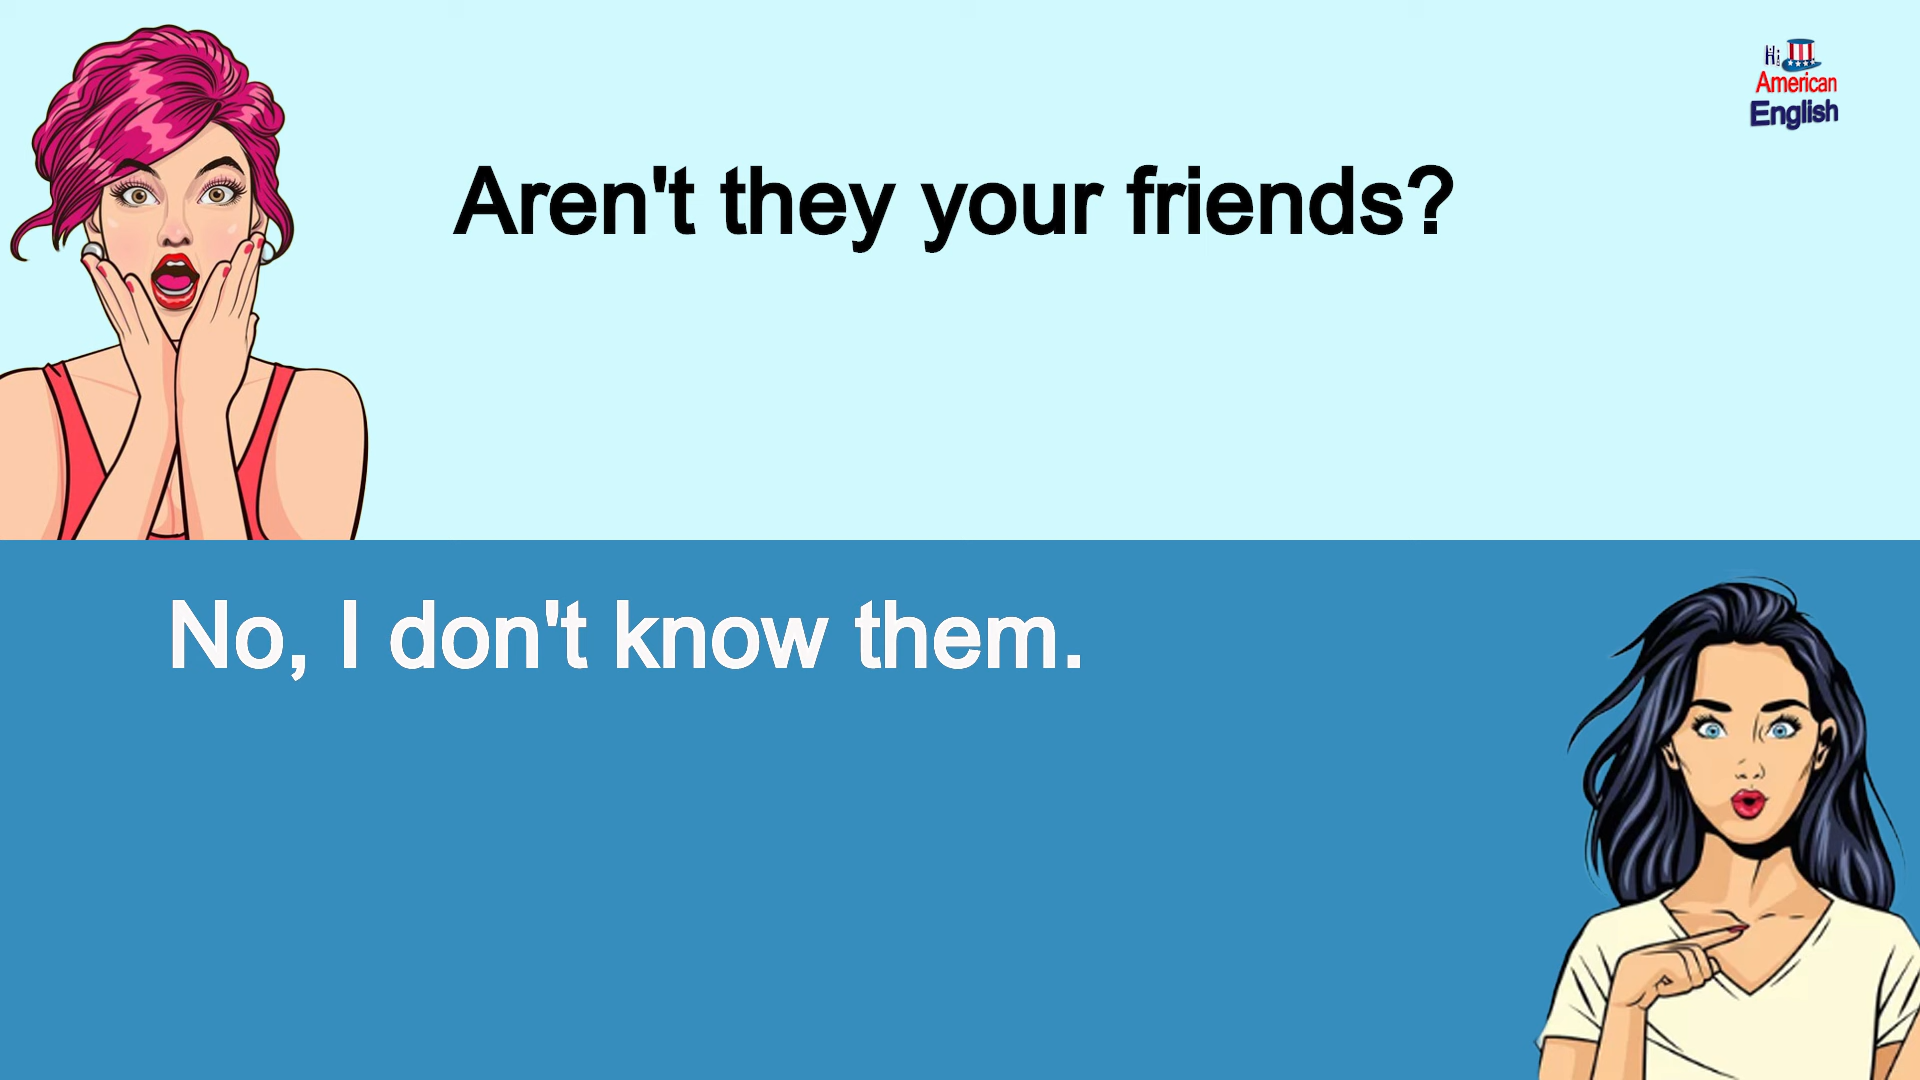 Hi
American
English
Aren't they your friends?
No, I don't know them.